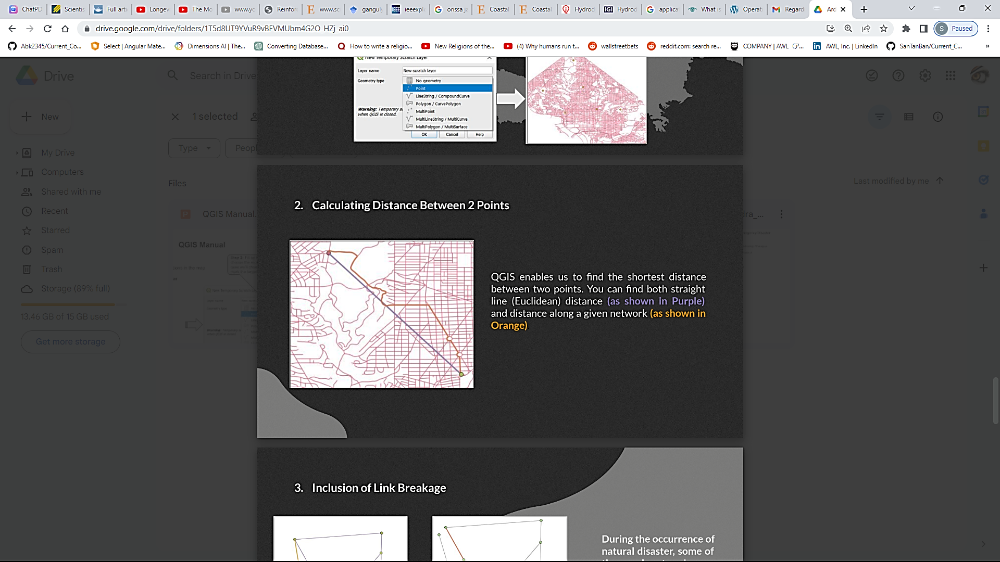 ChatPD
Scientis
Full arti
Longev
The Mo
www.yo
Reinfor
www.sc
ganguly
ieeexpl
orissa ja
Coastal
Coastal
Hydrod
Hydrod
applica
What is
Operat
Regard
Arc
drive.google.com/drive/folders/1T5d8UT9YVuR9vBFVMUbm4G2O_HZj_ai0
S Paused
Abk2345/Current_Co...
Select | Angular Mate...
Dimensions AI | The...
Converting Database...
How to write a religio...
New Religions of the...
(4) Why humans run t...
wallstreetbets
reddit.com: search re...
COMPANY | AWL（ア...
AWL, Inc. | LinkedIn
SanTanBan/Current_C...
»
Drive
Search in Drive
New
1 selected
Type
Peopl
My Drive
Computers
Shared with me
Recent
Starred
Spam
Trash
Storage (89% full)
13.46 GB of 15 GB used
Get more storage
Files
Last modified by me
QGIS Manual.
QGIS Manual
New Temporary Scratch Layer
Layer name
New scratch layer
Geometry type
No geometry
Point
LineString / CompoundCurve
Polygon / CurvePolygon
MultiPoint
MultiLineString / MultiCurve
MultiPolygon / MultiSurface
Warning: Temporary s
when QGIS is closed.
OK
Cancel
Help
2. Calculating Distance Between 2 Points
QGIS enables us to find the shortest distance
between two points. You can find both straight
line (Euclidean) distance (as shown in Purple)
and distance along a given network (as shown in
Orange)
3. Inclusion of Link Breakage
During the occurrence of
natural disaster, some of